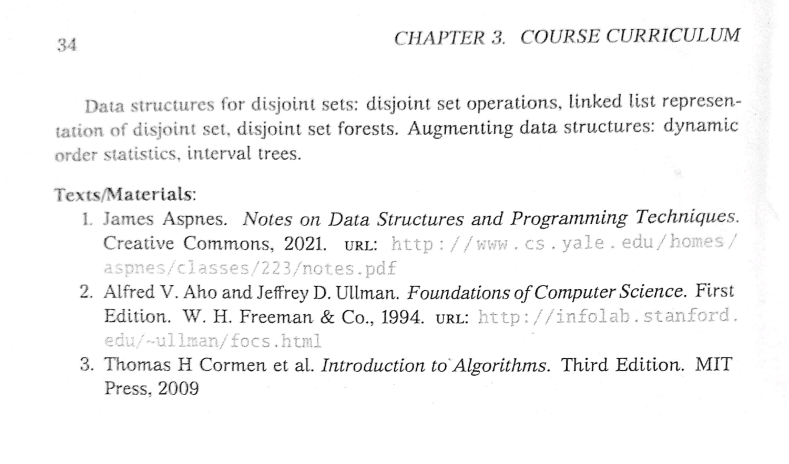 34
CHAPTER 3. COURSE CURRICULUM
Data structures for disjoint sets: disjoint set operations, linked list represen-
tation of disjoint set, disjoint set forests. Augmenting data structures: dynamic
order statistics, interval trees.
Texts/Materials:
1. James Aspnes. Notes on Data Structures and Programming Techniques.
Creative Commons, 2021. URL: http://www.cs.yale.edu/homes/
aspnes/classes/223/notes.pdf
2. Alfred V. Aho and Jeffrey D. Ullman. Foundations of Computer Science. First
Edition. W. H. Freeman & Co., 1994. URL: http://infolab.stanford.
edu/~ullman/focs.html
3. Thomas H Cormen et al. Introduction to Algorithms. Third Edition. MIT
Press, 2009